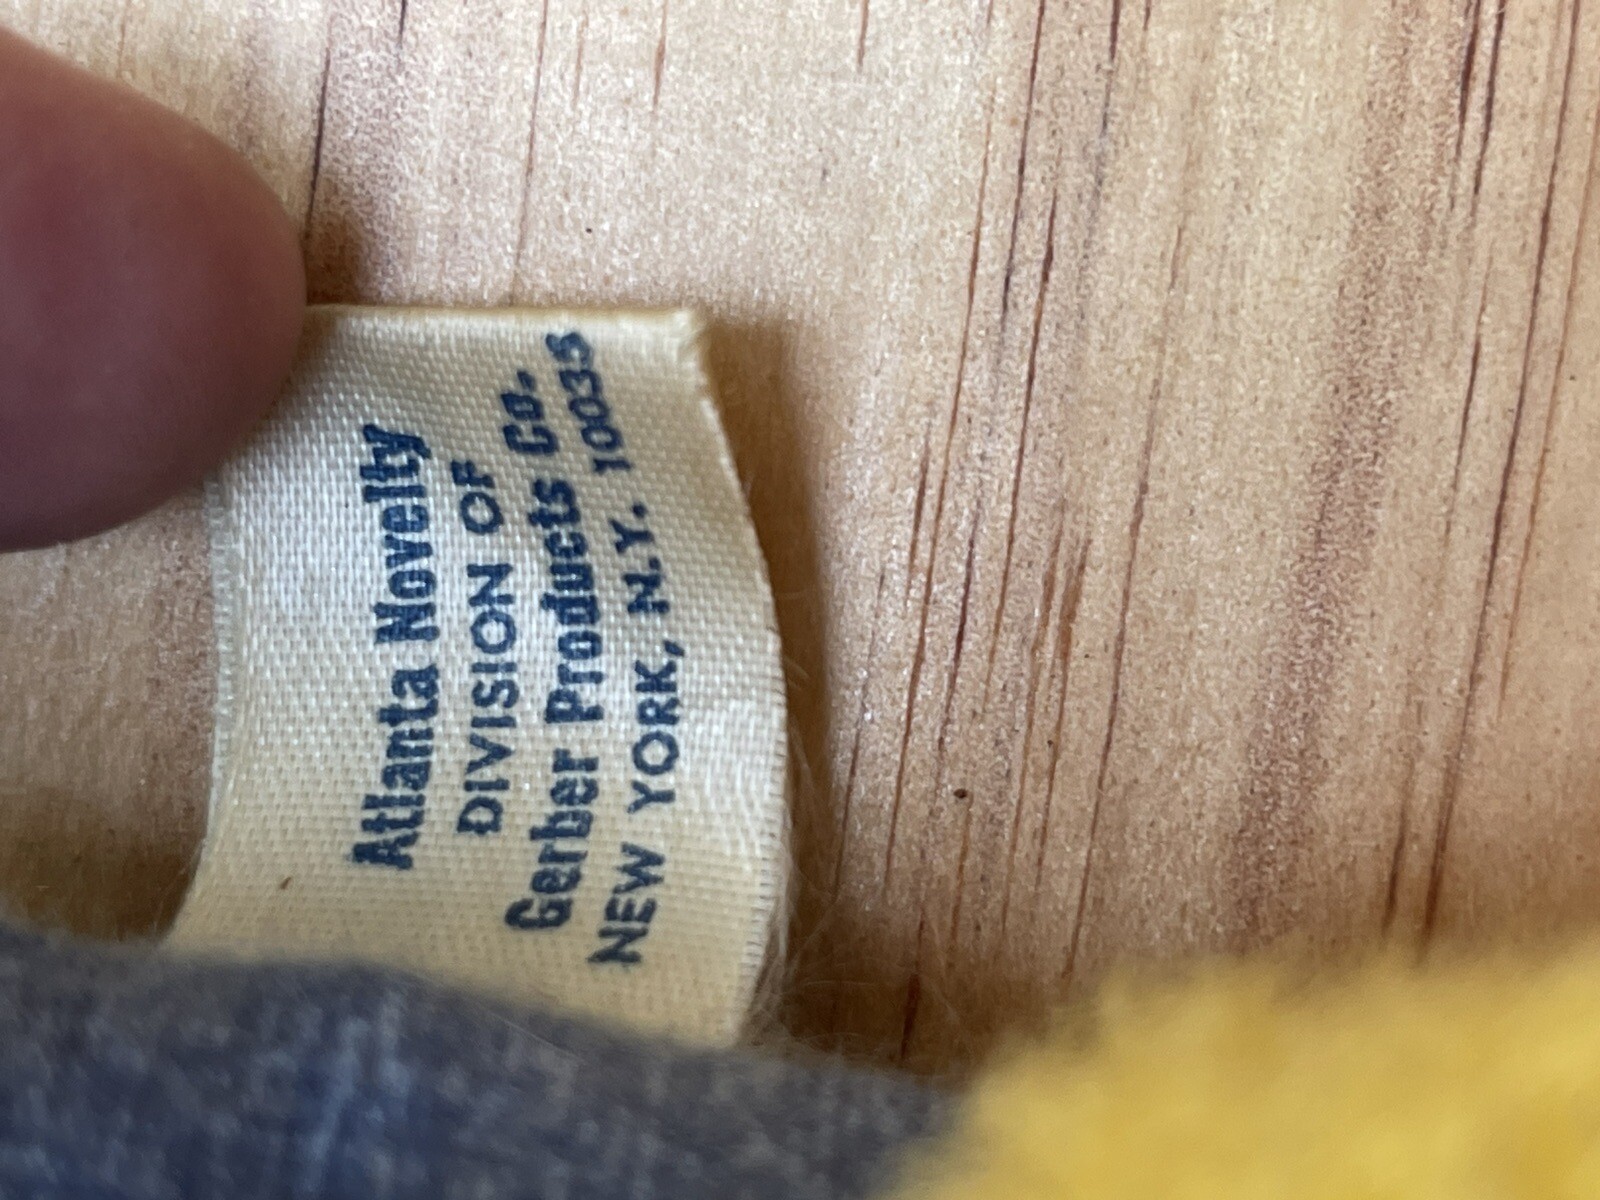 Atlanta Novelty
DIVISION OF
Gerber Products Co.
NEW YORK, N.Y. 10035